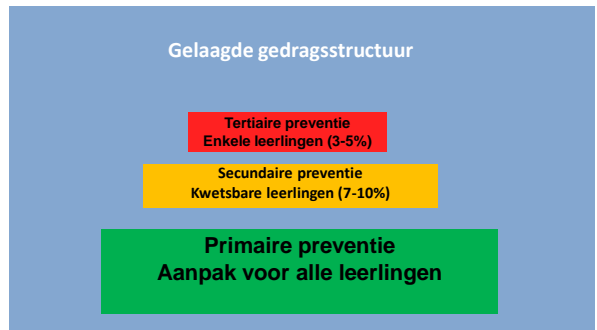 Gelaagde gedragsstructuur
Tertiaire preventie
Enkele leerlingen (3-5%)
Secundaire preventie
Kwetsbare leerlingen (7-10%)
Primaire preventie
Aanpak voor alle leerlingen